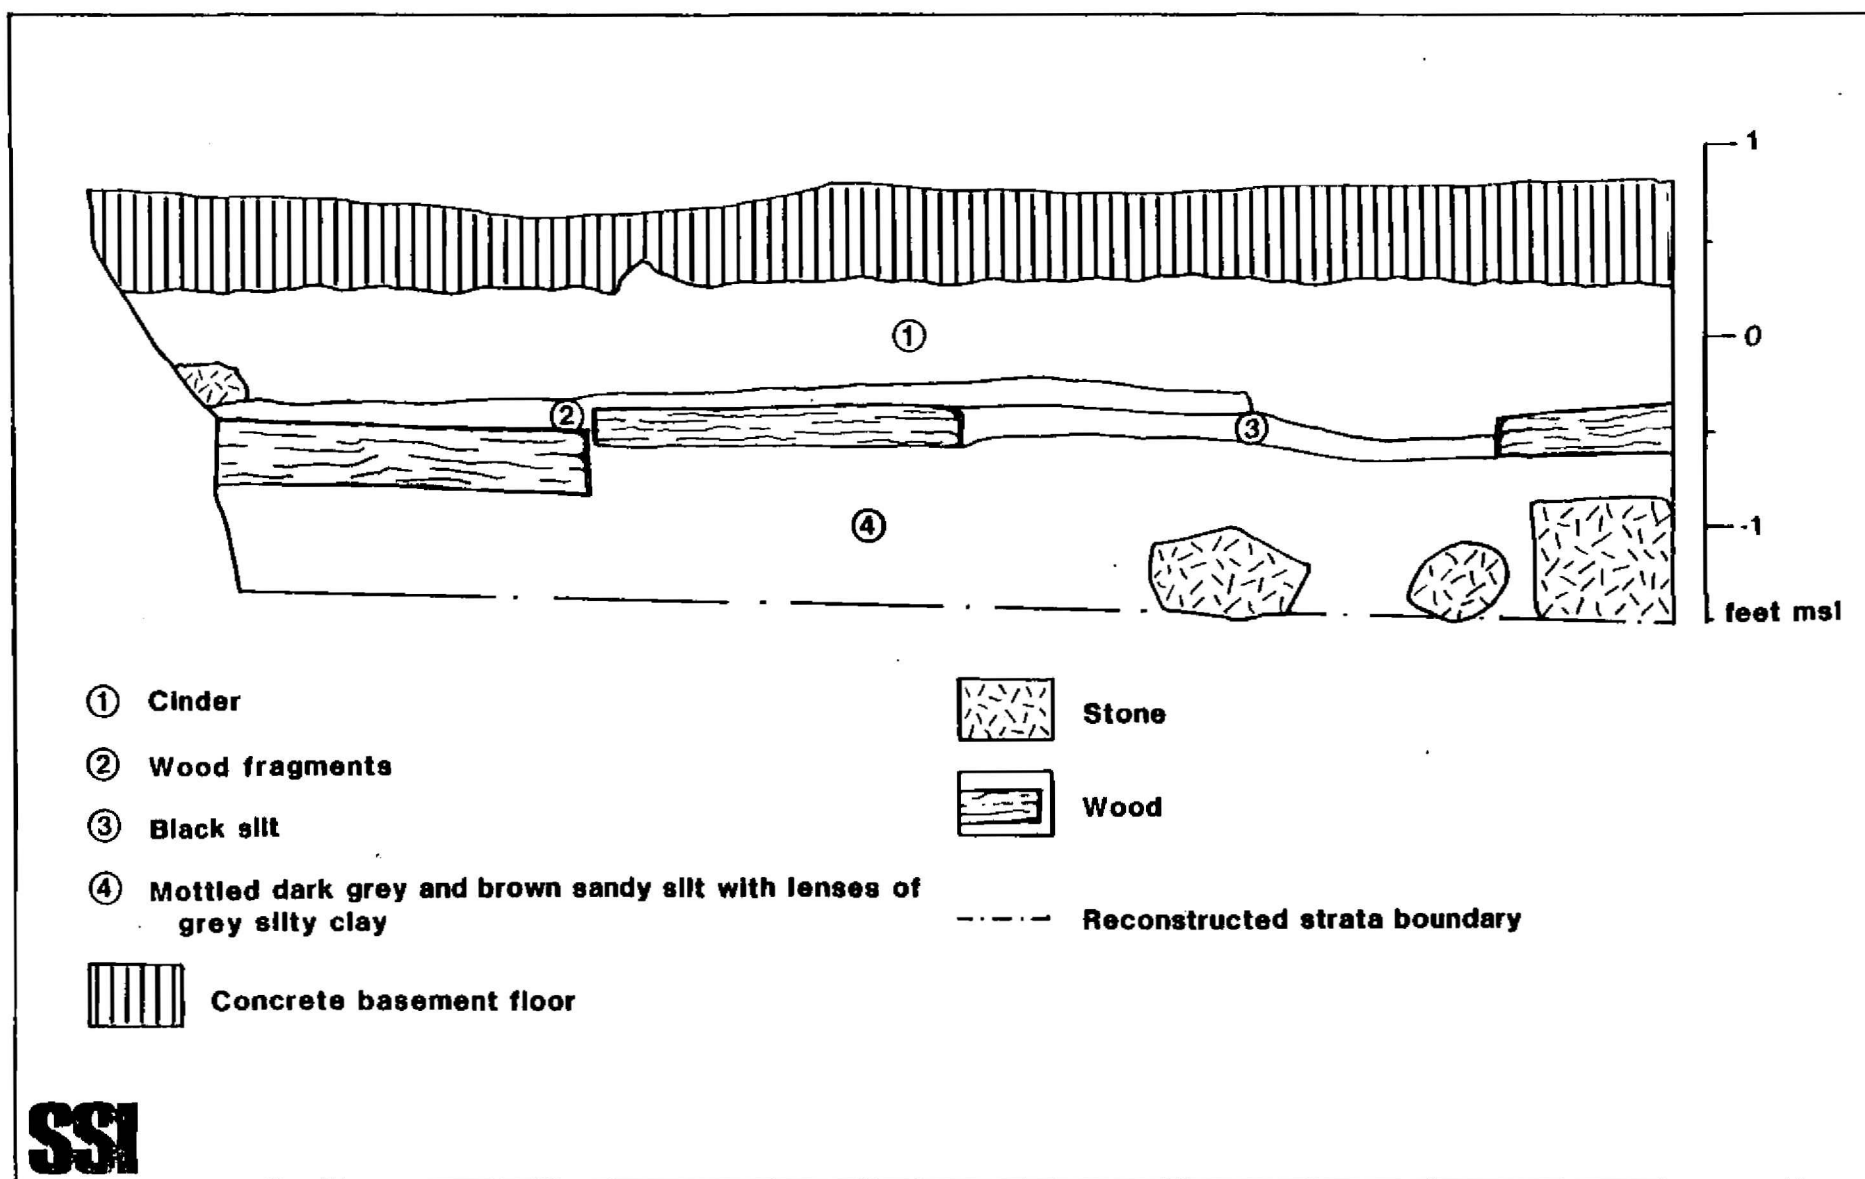 1
0
-1
feet msl
①
②
③
④
① Cinder
② Wood fragments
③ Black silt
④ Mottled dark grey and brown sandy silt with lenses of
grey silty clay
Concrete basement floor
Stone
Wood
Reconstructed strata boundary
SSI